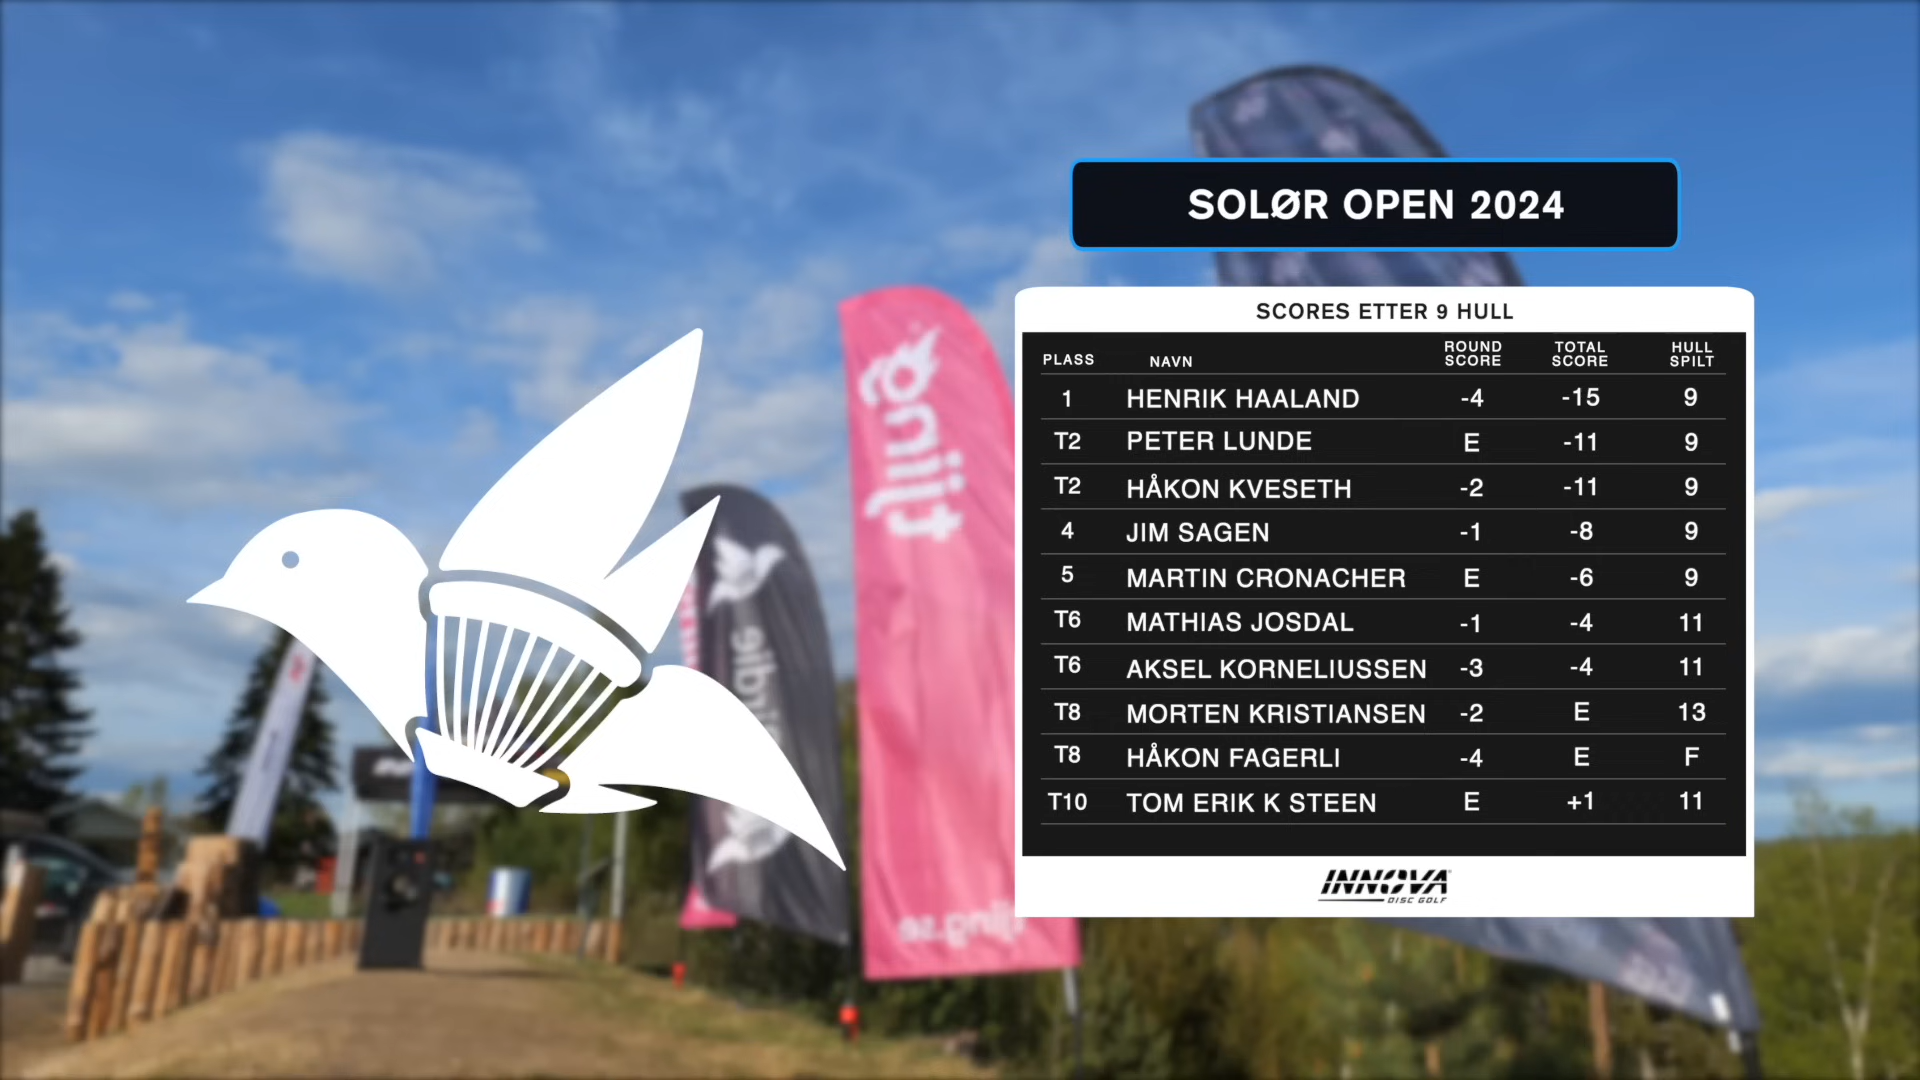 SOLØR OPEN 2024
SCORES ETTER 9 HULL
PLASS NAVN ROUND SCORE TOTAL SCORE HULL SPILT
1 HENRIK HAALAND -4 -15 9
T2 PETER LUNDE E -11 9
T2 HÅKON KVESETH -2 -11 9
4 JIM SAGEN -1 -8 9
5 MARTIN CRONACHER E -6 9
T6 MATHIAS JOSDAL -1 -4 11
T6 AKSEL KORNELIUSSEN -3 -4 11
T8 MORTEN KRISTIANSEN -2 E 13
T8 HÅKON FAGERLI -4 E F
T10 TOM ERIK K STEEN E +1 11
INNOVA
DISC GOLF